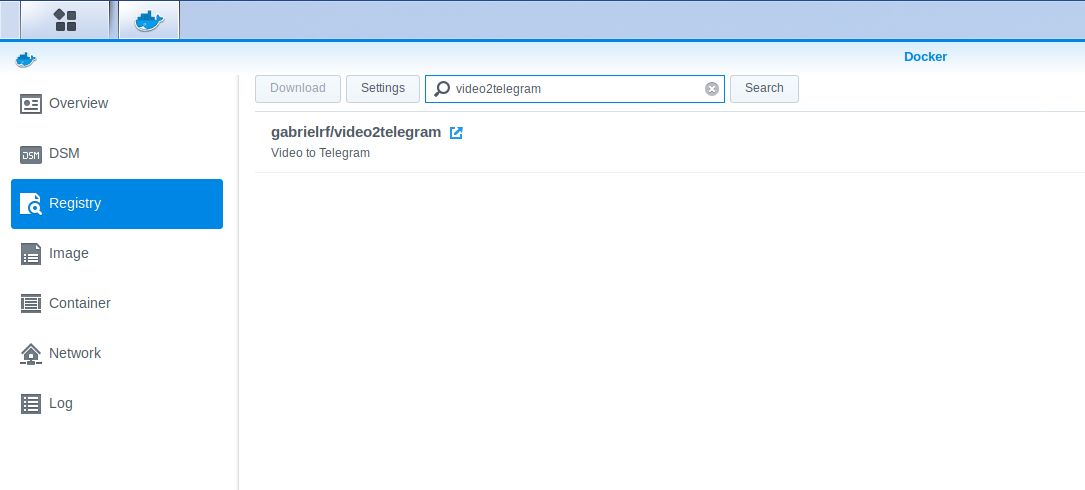 Docker
Overview
DSM
DSM
Registry
Image
Container
Network
Log
Download Settings video2telegram Search
gabrielrf/video2telegram
Video to Telegram